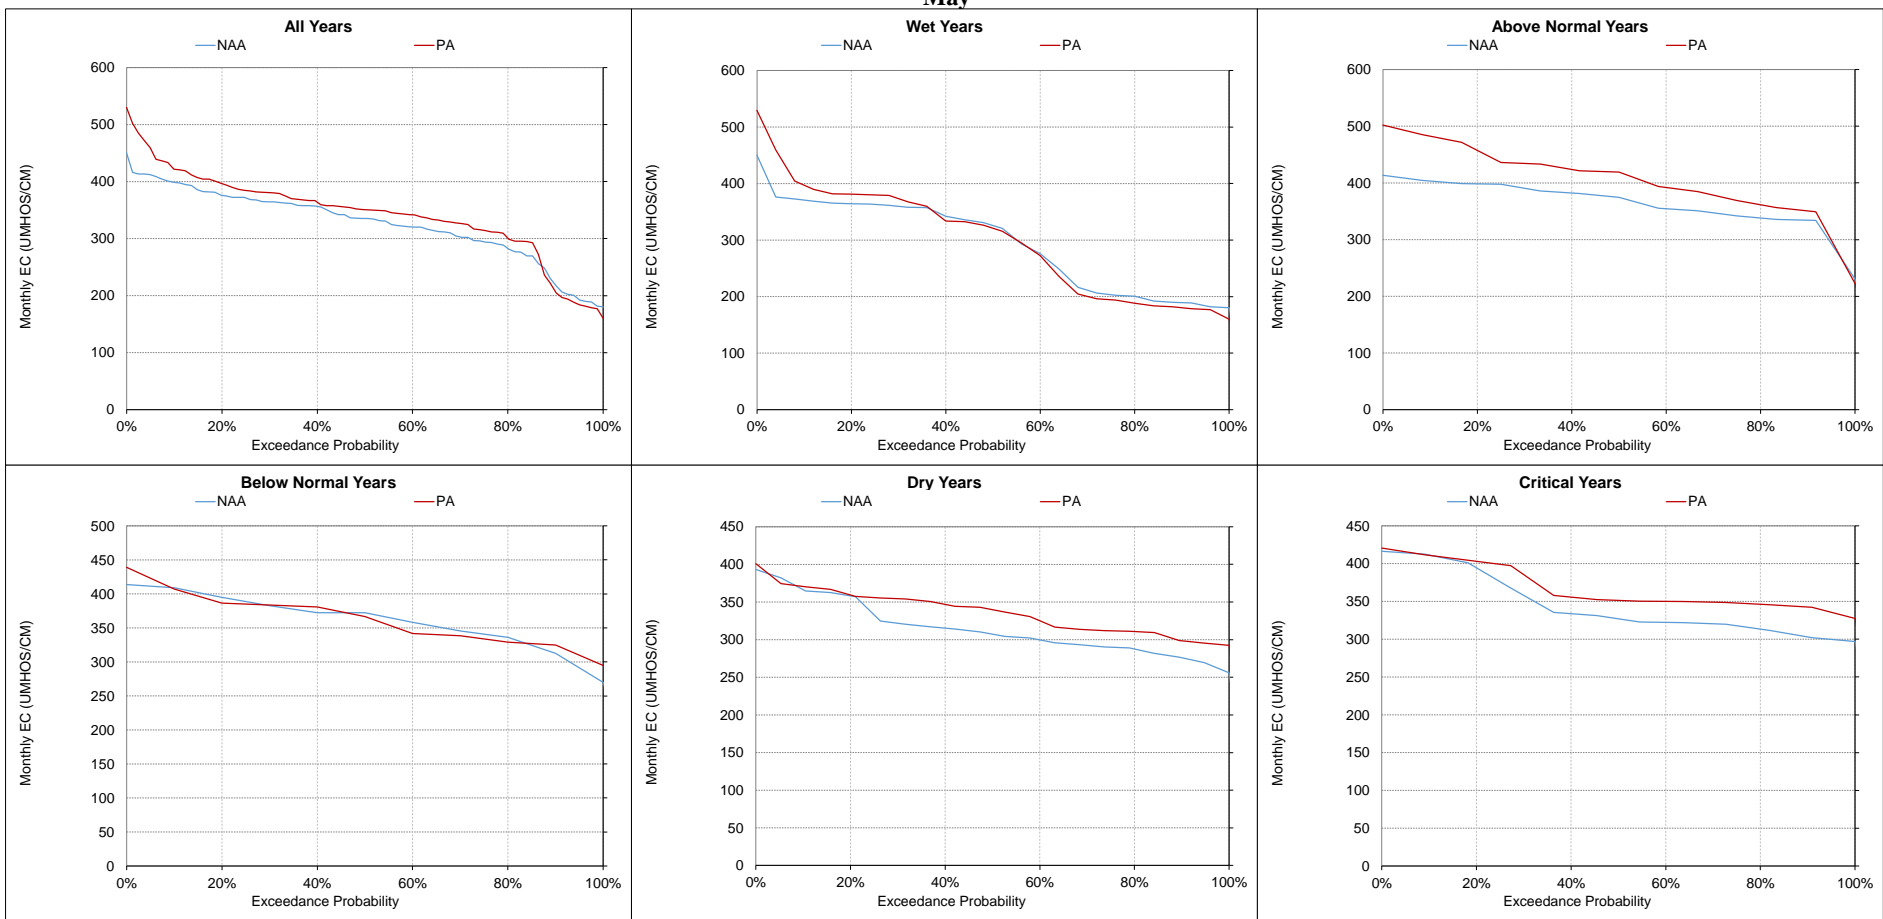 May
All Years
NAA PA
600
500
400
300
200
100
0
0% 20% 40% 60% 80% 100%
Monthly EC (UMHOS/CM)
Exceedance Probability
Wet Years
NAA PA
600
500
400
300
200
100
0
0% 20% 40% 60% 80% 100%
Monthly EC (UMHOS/CM)
Exceedance Probability
Above Normal Years
NAA PA
600
500
400
300
200
100
0
0% 20% 40% 60% 80% 100%
Monthly EC (UMHOS/CM)
Exceedance Probability
Below Normal Years
NAA PA
500
450
400
350
300
250
200
150
100
50
0
0% 20% 40% 60% 80% 100%
Monthly EC (UMHOS/CM)
Exceedance Probability
Dry Years
NAA PA
450
400
350
300
250
200
150
100
50
0
0% 20% 40% 60% 80% 100%
Monthly EC (UMHOS/CM)
Exceedance Probability
Critical Years
NAA PA
450
400
350
300
250
200
150
100
50
0
0% 20% 40% 60% 80% 100%
Monthly EC (UMHOS/CM)
Exceedance Probability